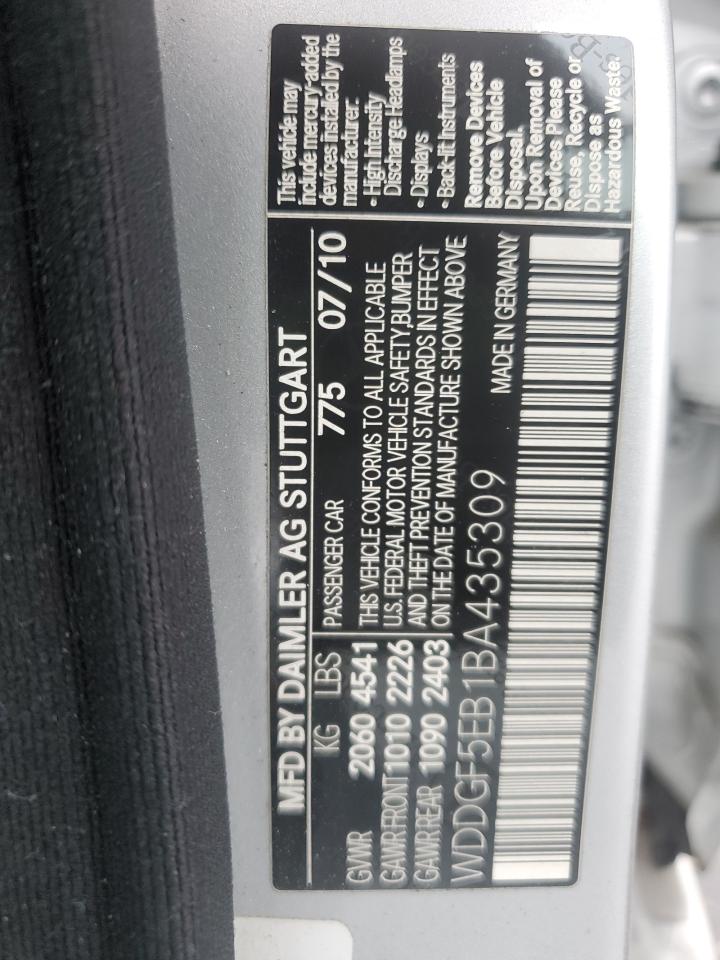 MFD BY DAIMLER AG STUTTGART
KG LBS PASSENGER CAR 775 07/10
GVWR 2060 4541 THIS VEHICLE CONFORMS TO ALL APPLICABLE
GAWR FRONT 1010 2226 U.S. FEDERAL MOTOR VEHICLE SAFETY, BUMPER
GAWR REAR 1090 2403 AND THEFT PREVENTION STANDARDS IN EFFECT
ON THE DATE OF MANUFACTURE SHOWN ABOVE
WDDGF5EB1BA435309 MADE IN GERMANY
This vehicle may
include mercury-added
devices installed by the
manufacturer:
• High Intensity
Discharge Headlamps
• Displays
• Back-lit Instruments
Remove Devices
Before Vehicle
Disposal.
Upon Removal of
Devices Please
Reuse, Recycle or
Dispose as
Hazardous Waste.